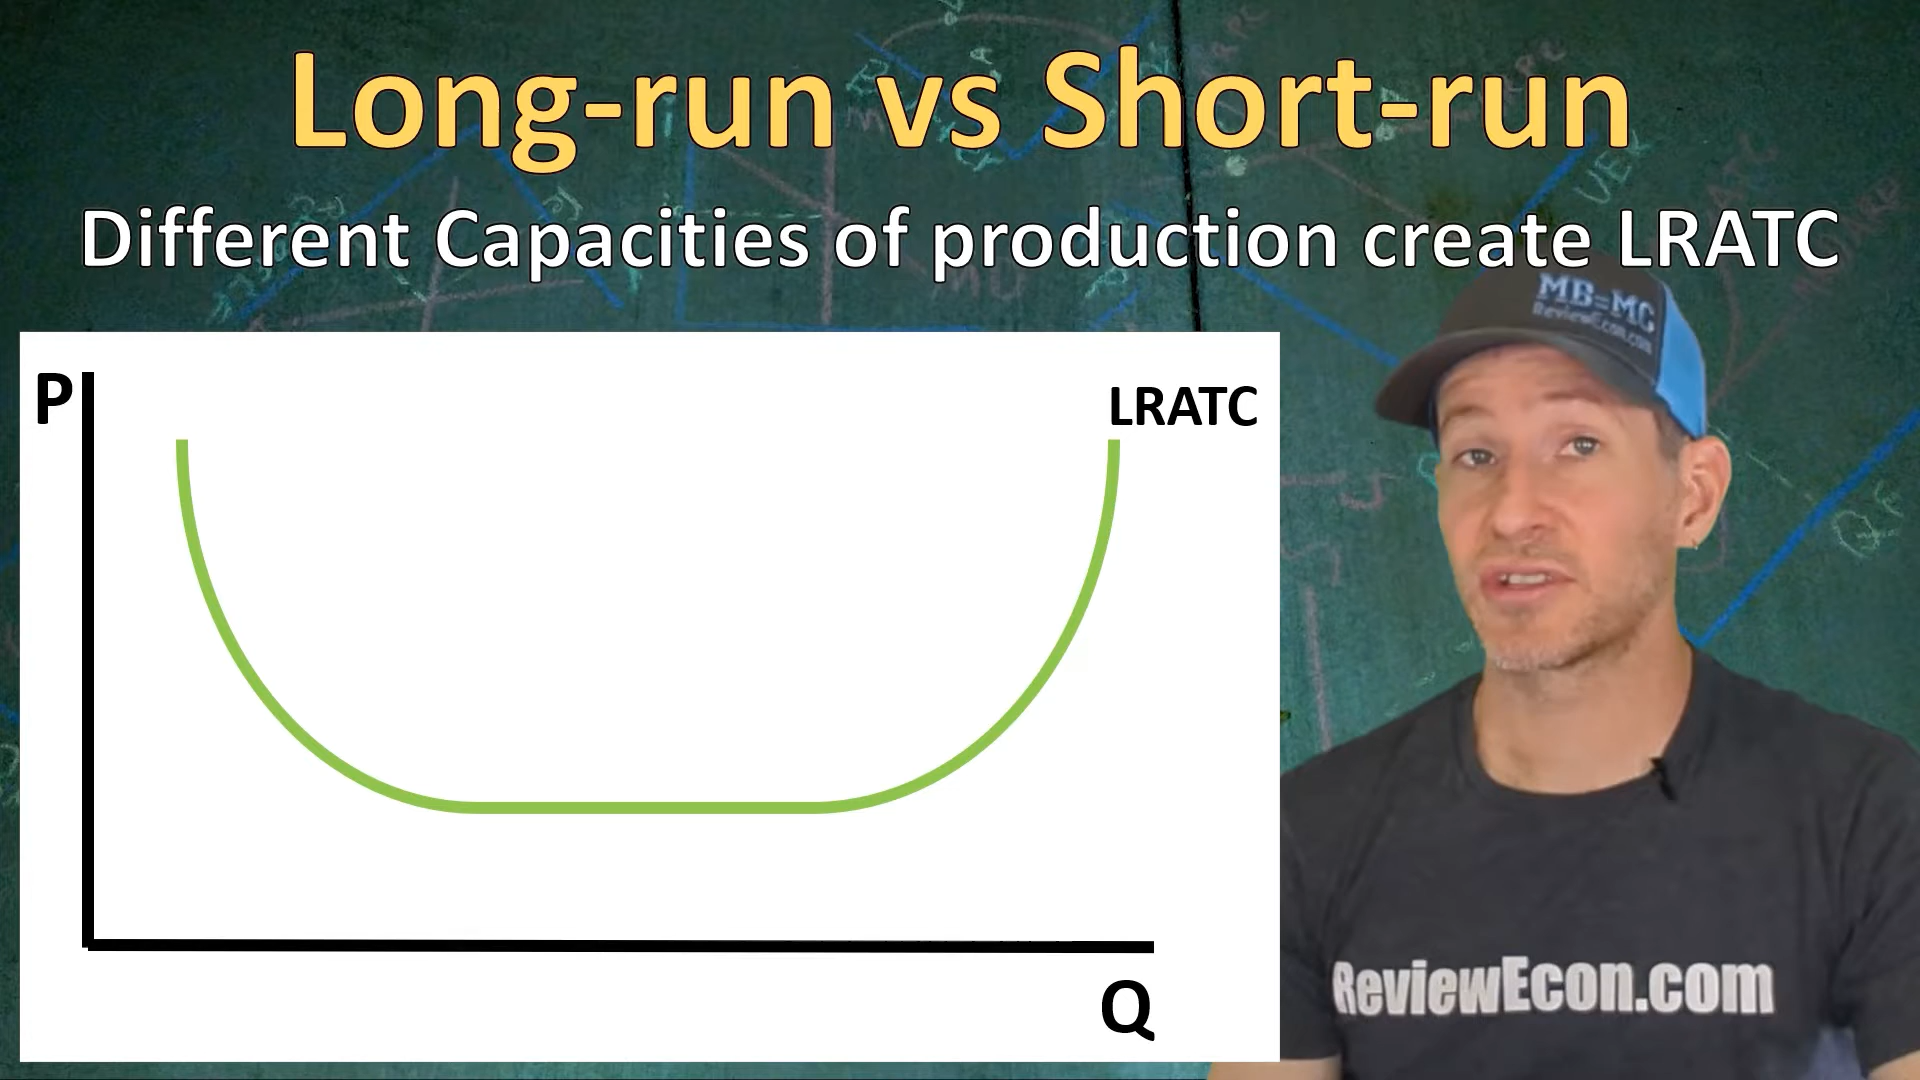 Long-run vs Short-run
Different Capacities of production create LRATC
MB=MC
ReviewEcon.com
P
LRATC
Q
ReviewEcon.com